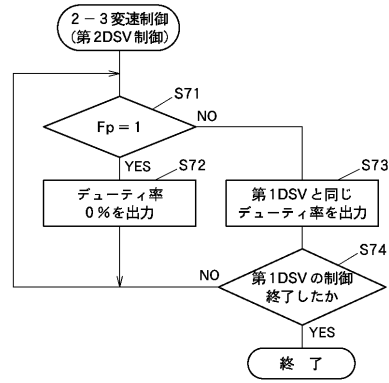 2−3変速制御
(第2DSV制御)
S71
Fp=1
NO
YES
S72
デューティ率
0%を出力
S73
第1DSVと同じ
デューティ率を出力
S74
第1DSVの制御
終了したか
NO
YES
終 了